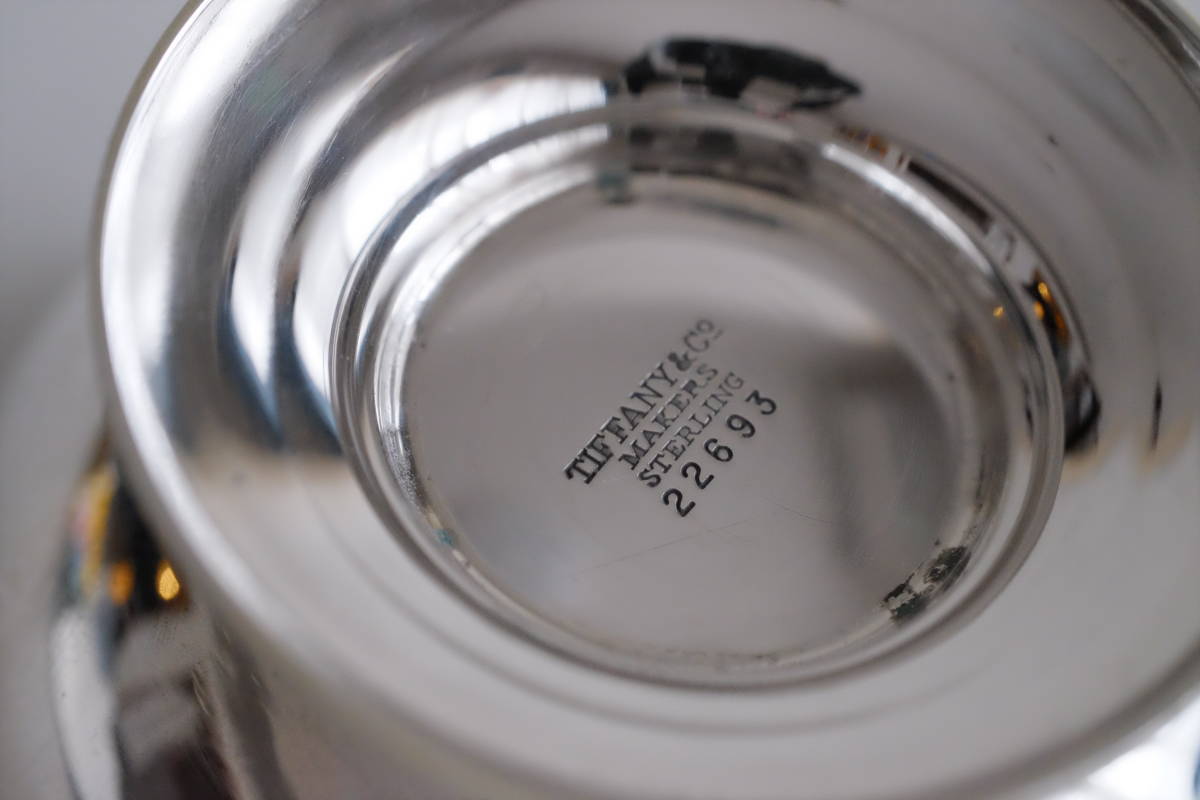 TIFFANY & Co
MAKERS
STERLING
22693